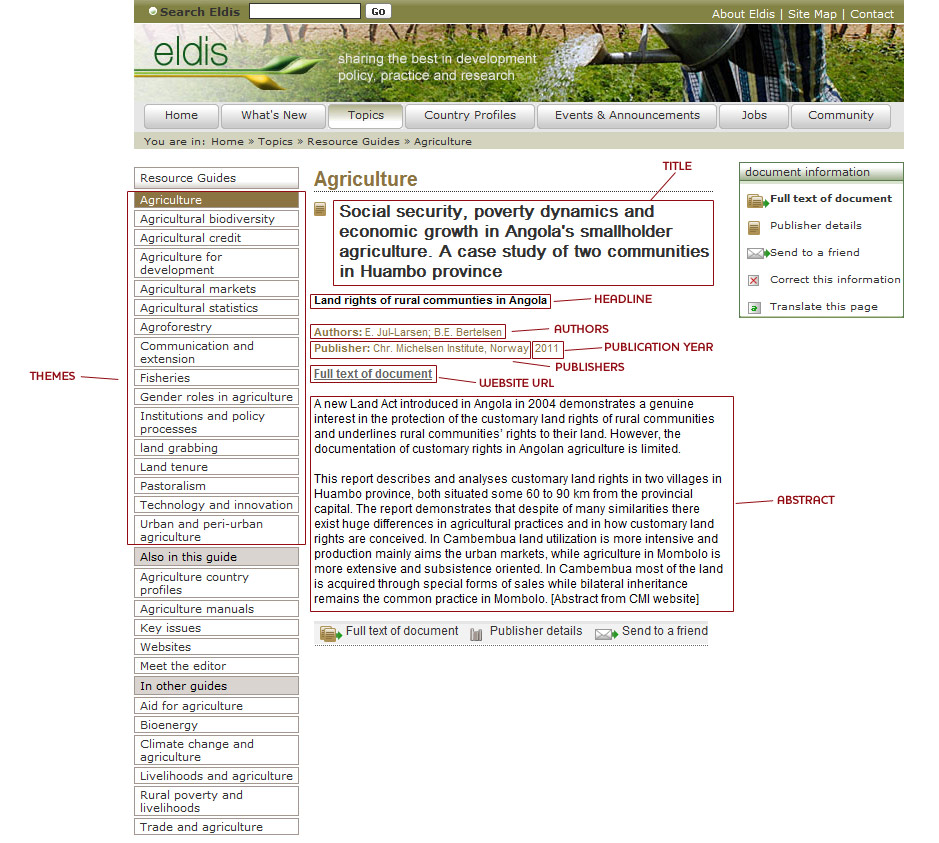 Search Eldis
Go
About Eldis | Site Map | Contact
eldis
sharing the best in development
policy, practice and research
Home
What's New
Topics
Country Profiles
Events & Announcements
Jobs
Community
You are in: Home » Topics » Resource Guides » Agriculture
THEMES
Resource Guides
Agriculture
Agricultural biodiversity
Agricultural credit
Agriculture for
development
Agricultural markets
Agricultural statistics
Agroforestry
Communication and
extension
Fisheries
Gender roles in agriculture
Institutions and policy
processes
land grabbing
Land tenure
Pastoralism
Technology and innovation
Urban and peri-urban
agriculture
Also in this guide
Agriculture country
profiles
Agriculture manuals
Key issues
Websites
Meet the editor
In other guides
Aid for agriculture
Bioenergy
Climate change and
agriculture
Livelihoods and agriculture
Rural poverty and
livelihoods
Trade and agriculture
Agriculture
TITLE
Social security, poverty dynamics and
economic growth in Angola's smallholder
agriculture. A case study of two communities
in Huambo province
Land rights of rural communties in Angola
HEADLINE
Authors: E. Jul-Larsen; B.E. Bertelsen
AUTHORS
Publisher: Chr. Michelsen Institute, Norway 2011
PUBLICATION YEAR
PUBLISHERS
Full text of document
WEBSITE URL
A new Land Act introduced in Angola in 2004 demonstrates a genuine
interest in the protection of the customary land rights of rural communities
and underlines rural communities' rights to their land. However, the
documentation of customary rights in Angolan agriculture is limited.
This report describes and analyses customary land rights in two villages in
Huambo province, both situated some 60 to 90 km from the provincial
capital. The report demonstrates that despite of many similarities there
exist huge differences in agricultural practices and in how customary land
rights are conceived. In Cambembua land utilization is more intensive and
production mainly aims the urban markets, while agriculture in Mombolo is
more extensive and subsistence oriented. In Cambembua most of the land
is acquired through special forms of sales while bilateral inheritance
remains the common practice in Mombolo. [Abstract from CMI website]
ABSTRACT
Full text of document
Publisher details
Send to a friend
document information
Full text of document
Publisher details
Send to a friend
Correct this information
Translate this page